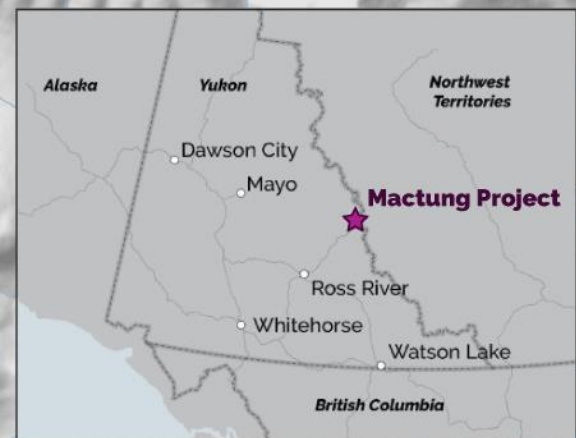 Alaska
Yukon
Northwest
Territories
Dawson City
Mayo
Mactung Project
Ross River
Whitehorse
Watson Lake
British Columbia